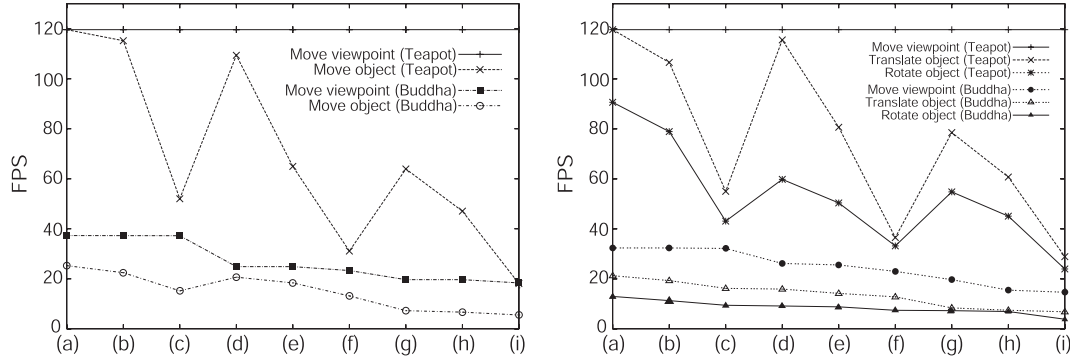 120
100
80
60
40
20
0
FPS
Move viewpoint (Teapot)
Move object (Teapot)
Move viewpoint (Buddha)
Move object (Buddha)
(a) (b) (c) (d) (e) (f) (g) (h) (i)
120
100
80
60
40
20
0
FPS
Move viewpoint (Teapot)
Translate object (Teapot)
Rotate object (Teapot)
Move viewpoint (Buddha)
Translate object (Buddha)
Rotate object (Buddha)
(a) (b) (c) (d) (e) (f) (g) (h) (i)